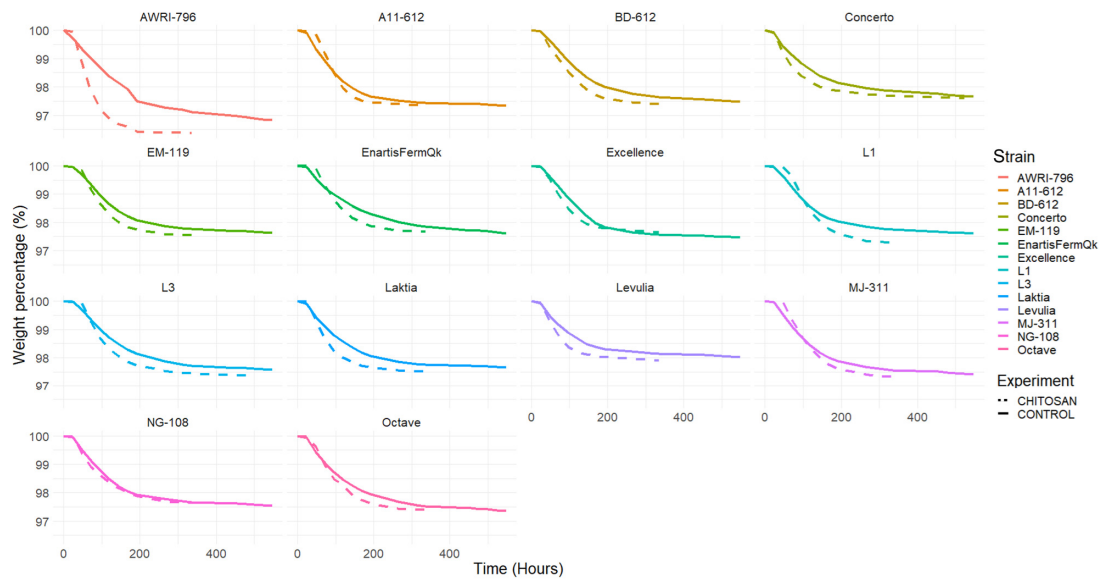 AWRI-796 A11-612 BD-612 Concerto
100
99
98
97
EM-119 EnartisFermQk Excellence L1
100
99
98
97
L3 Laktia Levulia MJ-311
100
99
98
97
0 200 400 0 200 400
NG-108 Octave
100
99
98
97
0 200 400 0 200 400
Time (Hours)
Weight percentage (%)
Strain
AWRI-796
A11-612
BD-612
Concerto
EM-119
EnartisFermQk
Excellence
L1
L3
Laktia
Levulia
MJ-311
NG-108
Octave
Experiment
CHITOSAN
CONTROL